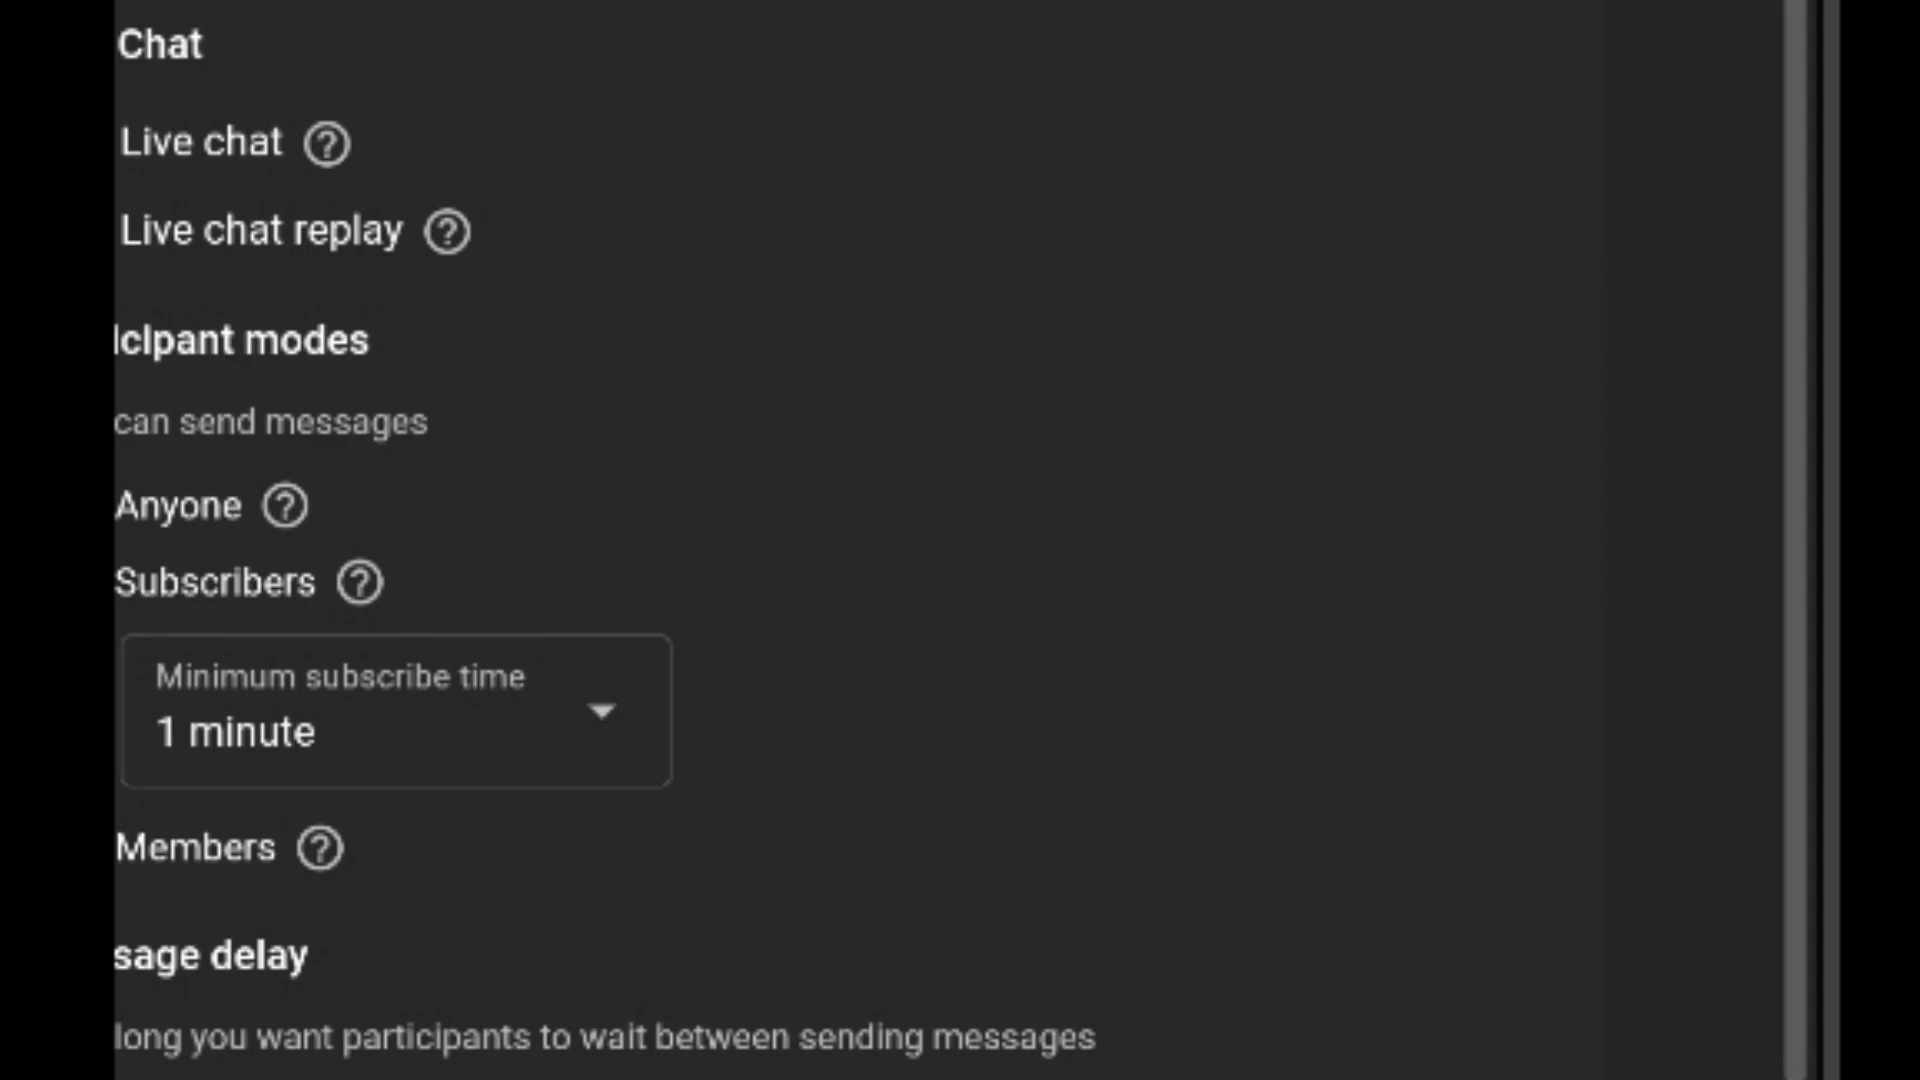 Chat
Live chat
Live chat replay
icipant modes
can send messages
Anyone
Subscribers
Minimum subscribe time
1 minute
Members
sage delay
long you want participants to wait between sending messages